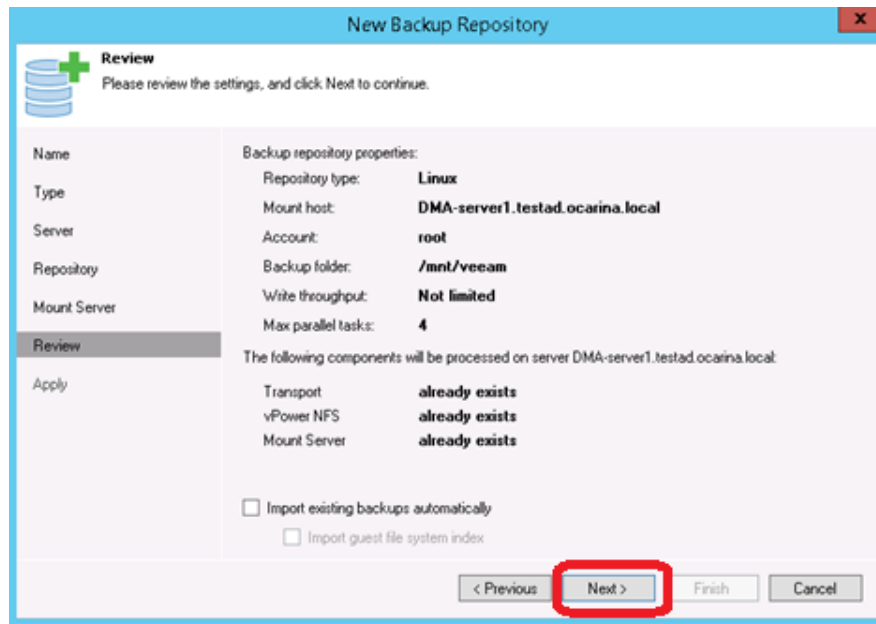 New Backup Repository
x
Review
Please review the settings, and click Next to continue.
Name
Type
Server
Repository
Mount Server
Review
Apply
Backup repository properties:
Repository type: Linux
Mount host: DMA-server1.testad.ocarina.local
Account: root
Backup folder: /mnt/veeam
Write throughput: Not limited
Max parallel tasks: 4
The following components will be processed on server DMA-server1.testad.ocarina.local:
Transport already exists
vPower NFS already exists
Mount Server already exists
Import existing backups automatically
Import guest file system index
< Previous Next > Finish Cancel